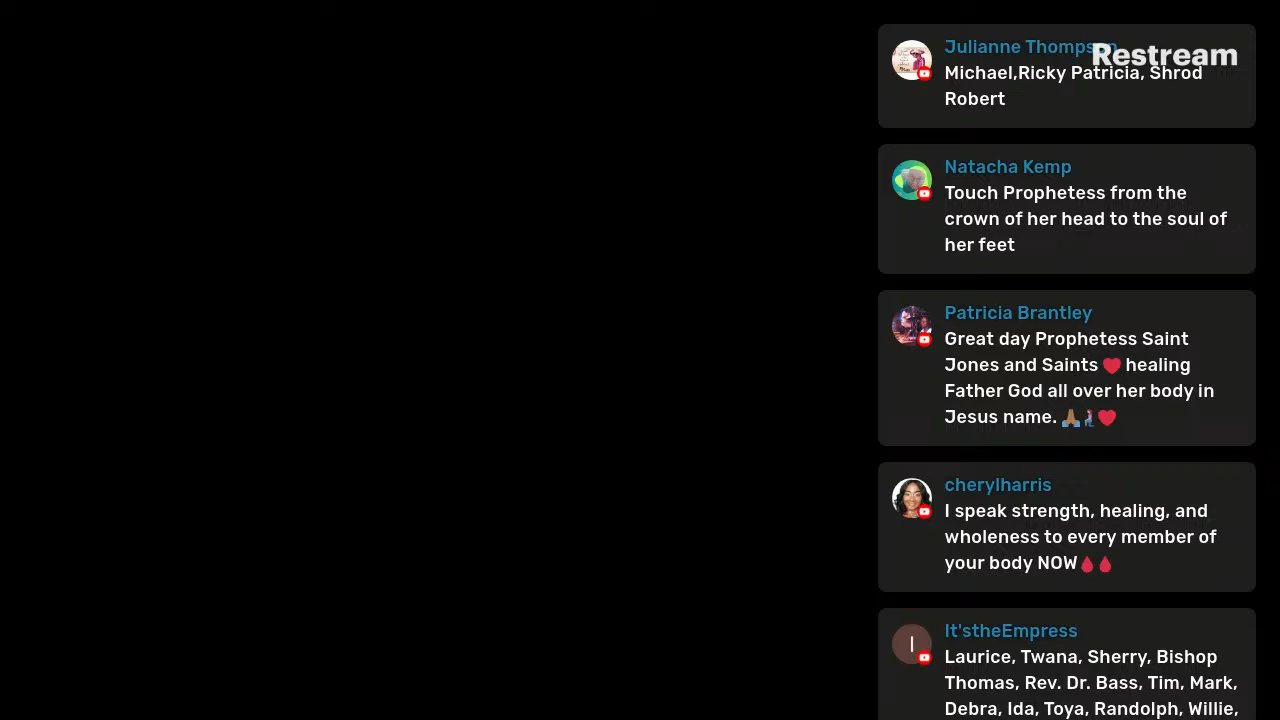 Julianne Thompson
Restream
Michael,Ricky Patricia, Shrod
Robert
Natacha Kemp
Touch Prophetess from the
crown of her head to the soul of
her feet
Patricia Brantley
Great day Prophetess Saint
Jones and Saints ❤️ healing
Father God all over her body in
Jesus name. 🙏🏽🧎❤️
cherylharris
I speak strength, healing, and
wholeness to every member of
your body NOW🩸🩸
I
It'stheEmpress
Laurice, Twana, Sherry, Bishop
Thomas, Rev. Dr. Bass, Tim, Mark,
Debra, Ida, Toya, Randolph, Willie,